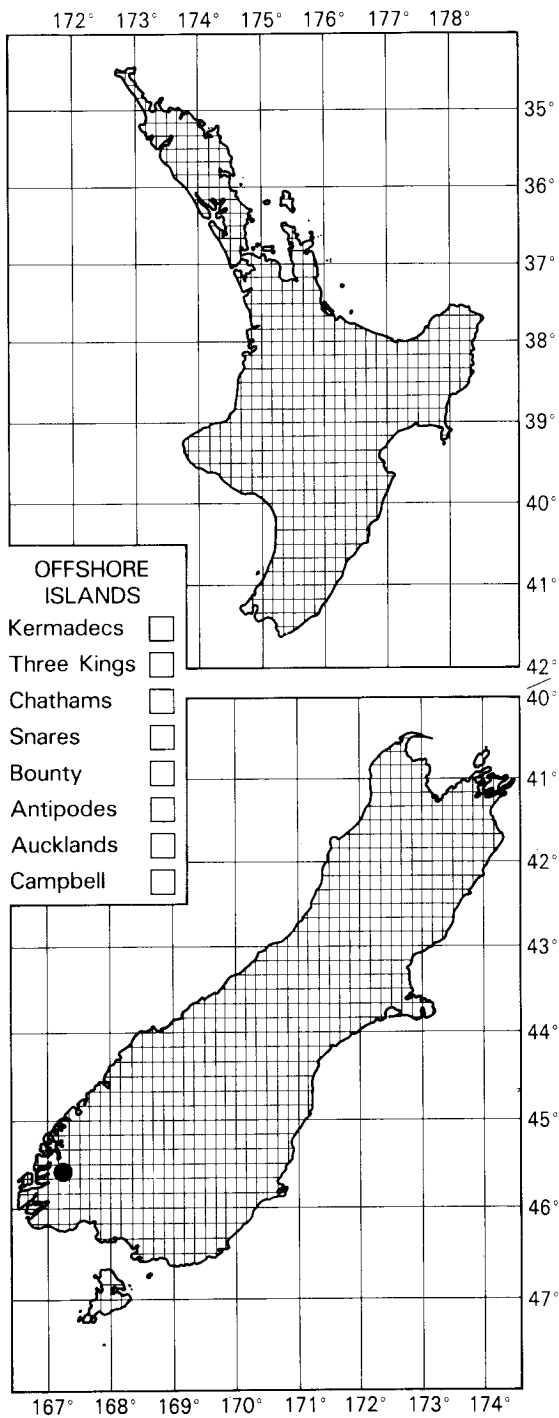 172° 173° 174° 175° 176° 177° 178°
35°
36°
37°
38°
39°
40°
41°
42°
OFFSHORE
ISLANDS
Kermadecs
Three Kings
Chathams
Snares
Bounty
Antipodes
Aucklands
Campbell
40°
41°
42°
43°
44°
45°
46°
47°
167° 168° 169° 170° 171° 172° 173° 174°